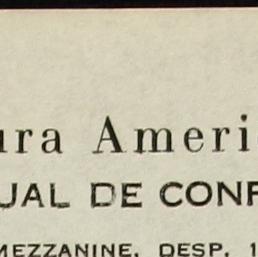 ura Ameri
UAL DE CONF
MEZZANINE, DESP. 1